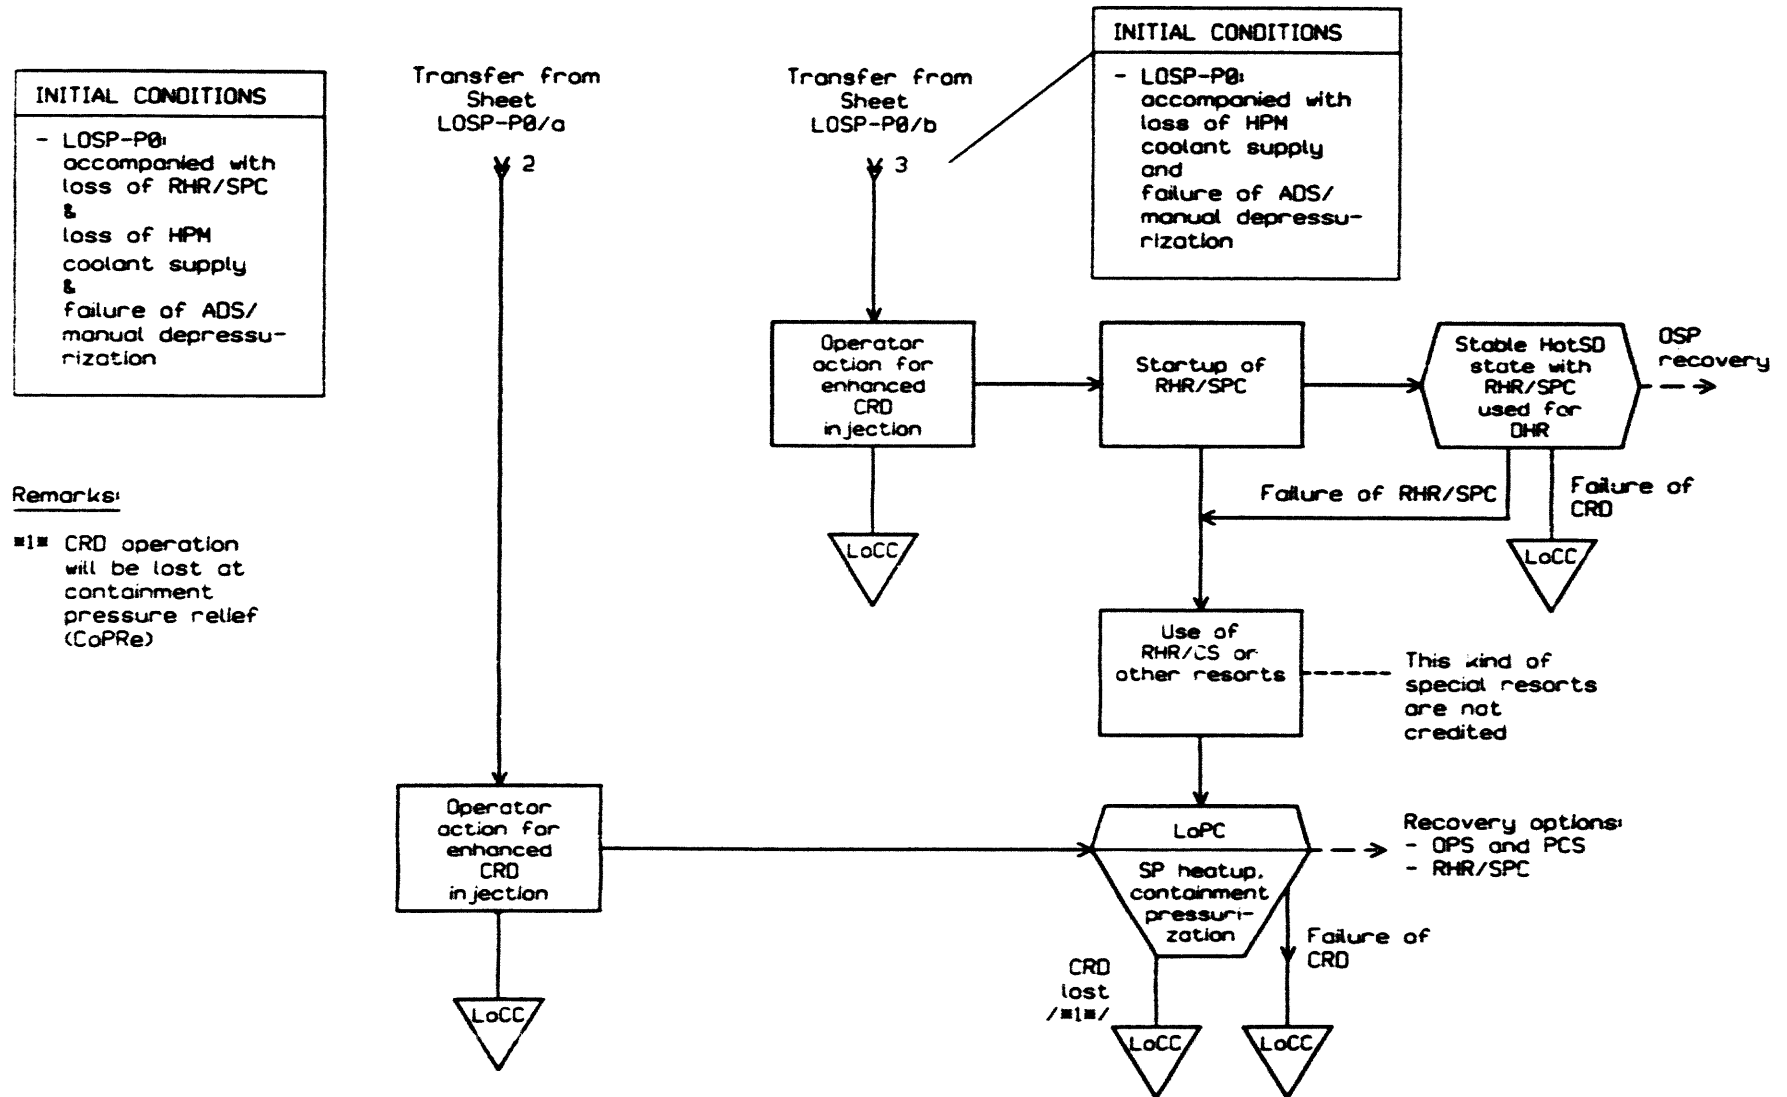 INITIAL CONDITIONS
- LOSP-P0:
accompanied with
loss of RHR/SPC
&
loss of HPM
coolant supply
&
failure of ADS/
manual depressu-
rization
Remarks:
*1* CRD operation
will be lost at
containment
pressure relief
(CoPRe)
Transfer from
Sheet
LOSP-P0/a
2
Transfer from
Sheet
LOSP-P0/b
3
INITIAL CONDITIONS
- LOSP-P0:
accompanied with
loss of HPM
coolant supply
and
failure of ADS/
manual depressu-
rization
Operator
action for
enhanced
CRD
injection
Startup of
RHR/SPC
Stable HotSD
state with
RHR/SPC
used for
DHR
OSP
recovery
Failure of RHR/SPC
Failure of
CRD
LoCC
LoCC
Use of
RHR/CS or
other resorts
This kind of
special resorts
are not
credited
Operator
action for
enhanced
CRD
injection
LoPC
SP heatup,
containment
pressuri-
zation
Recovery options:
- OPS and PCS
- RHR/SPC
Failure of
CRD
CRD
lost
/*1*/
LoCC
LoCC
LoCC